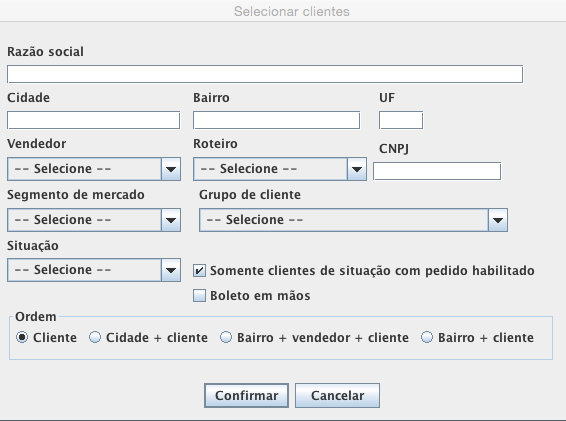 Selecionar clientes
Razão social
Cidade Bairro UF
Vendedor Roteiro CNPJ
-- Selecione -- -- Selecione --
Segmento de mercado Grupo de cliente
-- Selecione -- -- Selecione --
Situação
-- Selecione -- Somente clientes de situação com pedido habilitado
Boleto em mãos
Ordem
Cliente Cidade + cliente Bairro + vendedor + cliente Bairro + cliente
Confirmar Cancelar